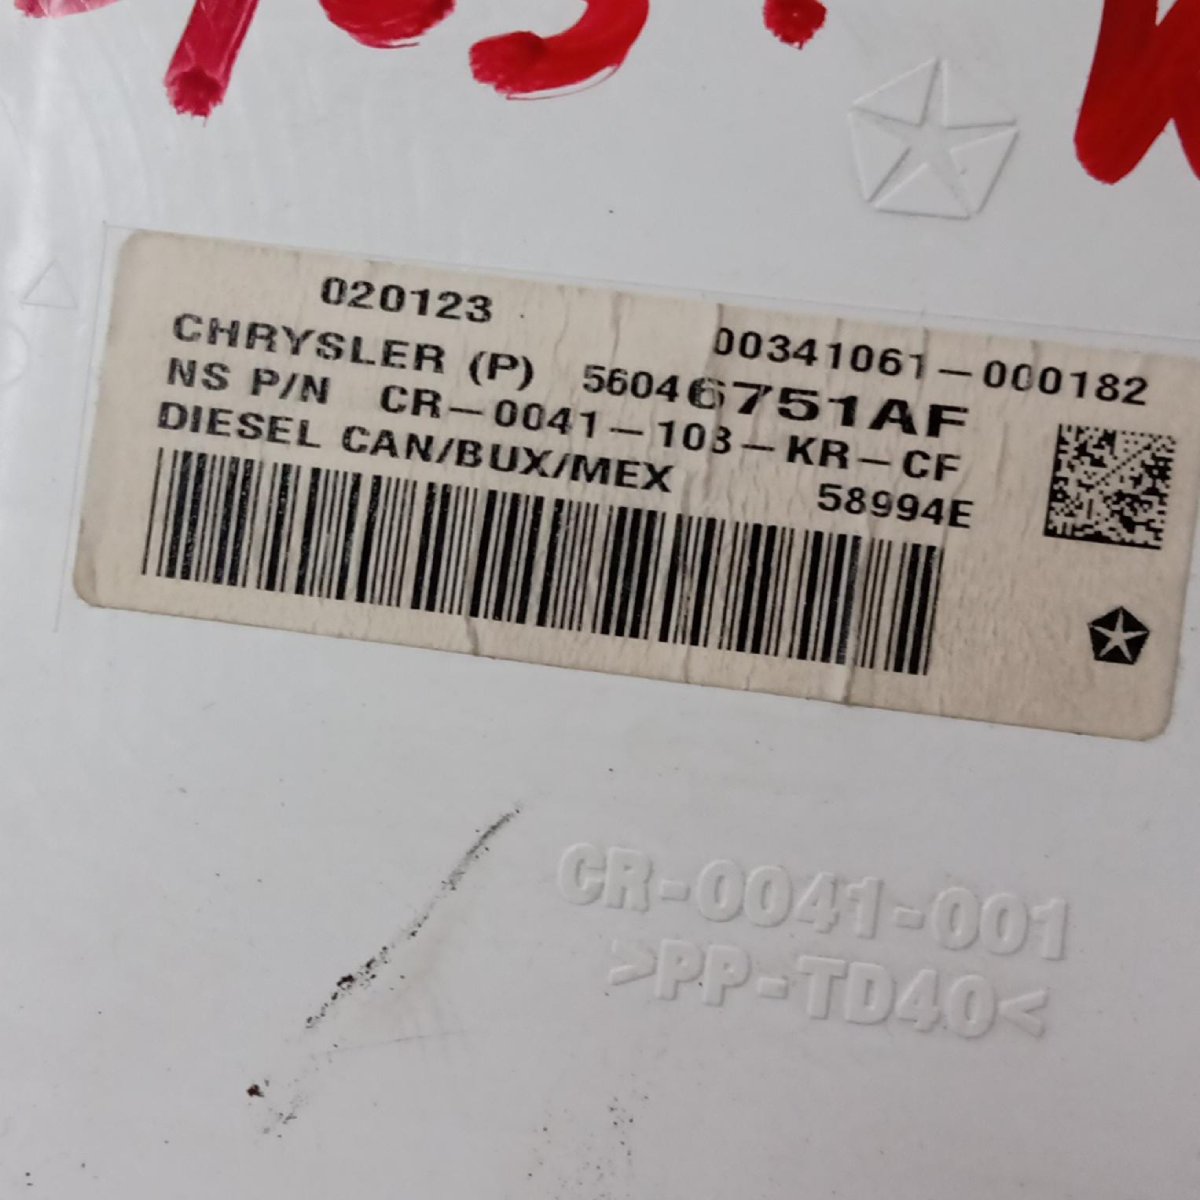 020123
00341061-000182
CHRYSLER (P) 56046751AF
NS P/N CR-0041-103-KR-CF
DIESEL CAN/BUX/MEX 58994E
CR-0041-001
>PP-TD40<